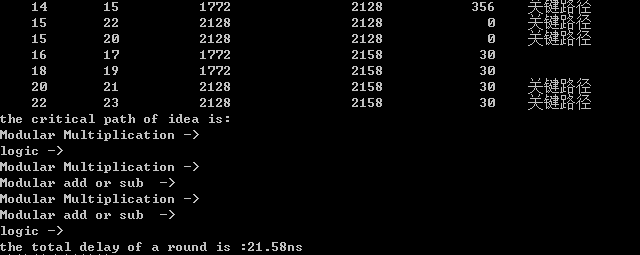 14 15 1772 2128 356 关键路径
15 22 2128 2128 0 关键路径
15 20 2128 2128 0 关键路径
16 17 1772 2158 30
18 19 1772 2158 30
20 21 2128 2158 30 关键路径
22 23 2128 2158 30 关键路径
the critical path of idea is:
Modular Multiplication ->
logic ->
Modular Multiplication ->
Modular add or sub ->
Modular Multiplication ->
Modular add or sub ->
logic ->
the total delay of a round is :21.58ns